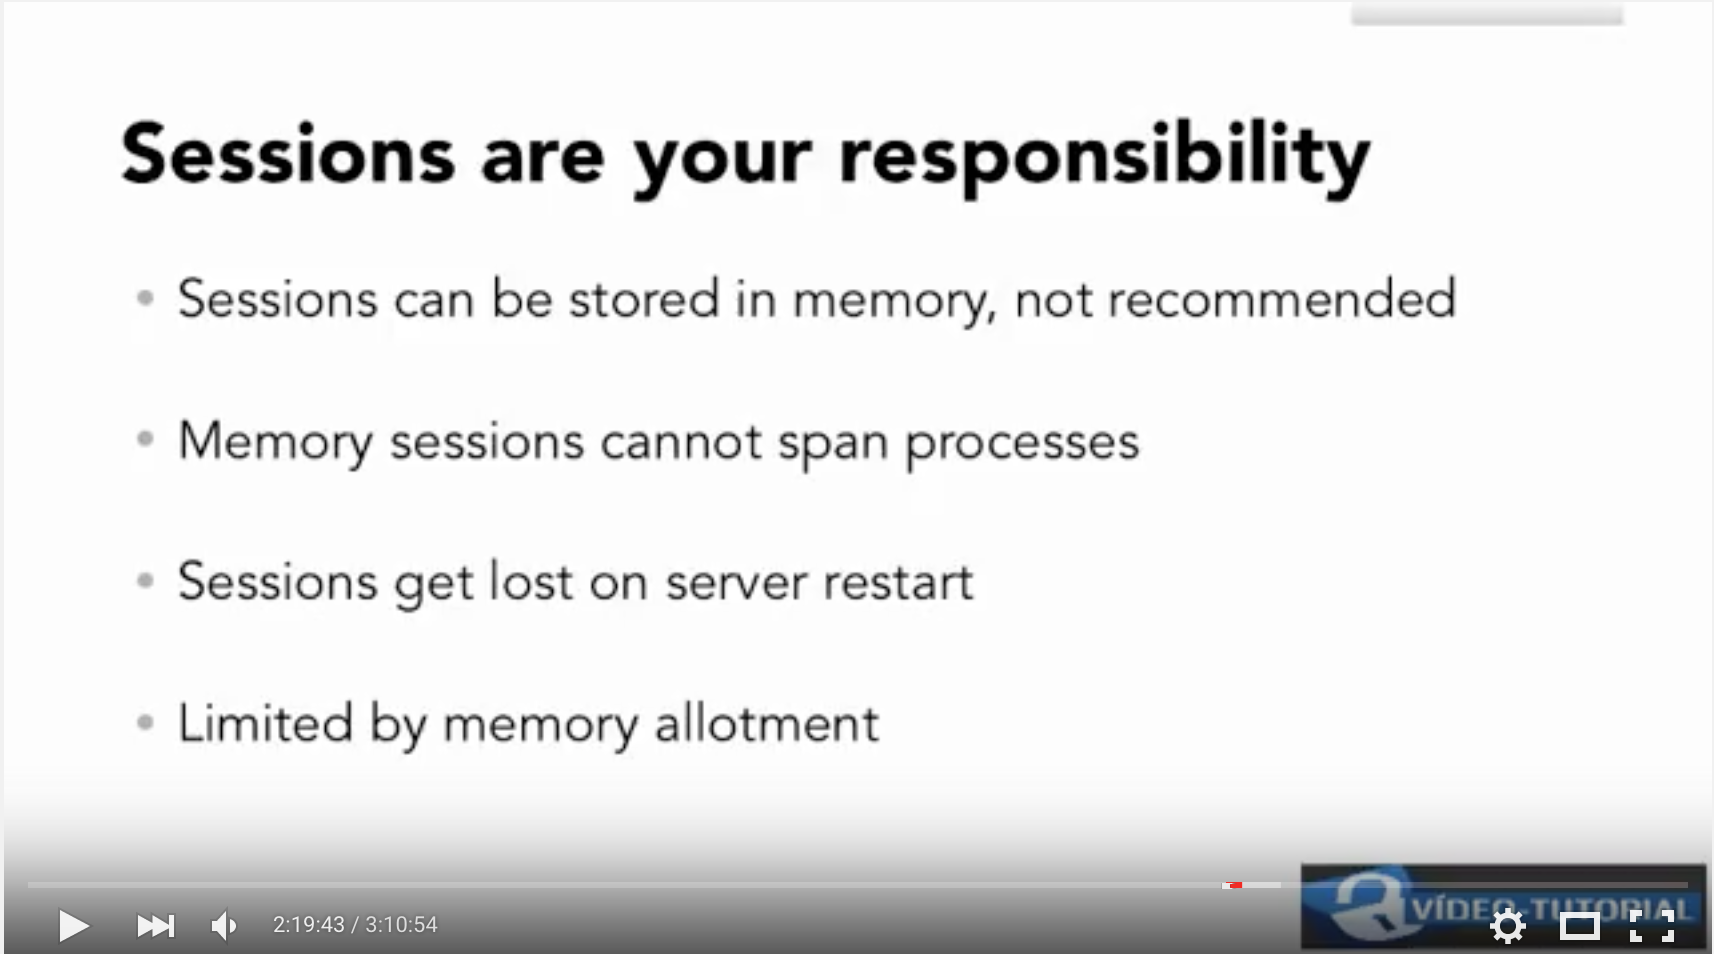 Sessions are your responsibility
• Sessions can be stored in memory, not recommended
• Memory sessions cannot span processes
• Sessions get lost on server restart
• Limited by memory allotment
2:19:43 / 3:10:54
VÍDEO-TUTORIAL